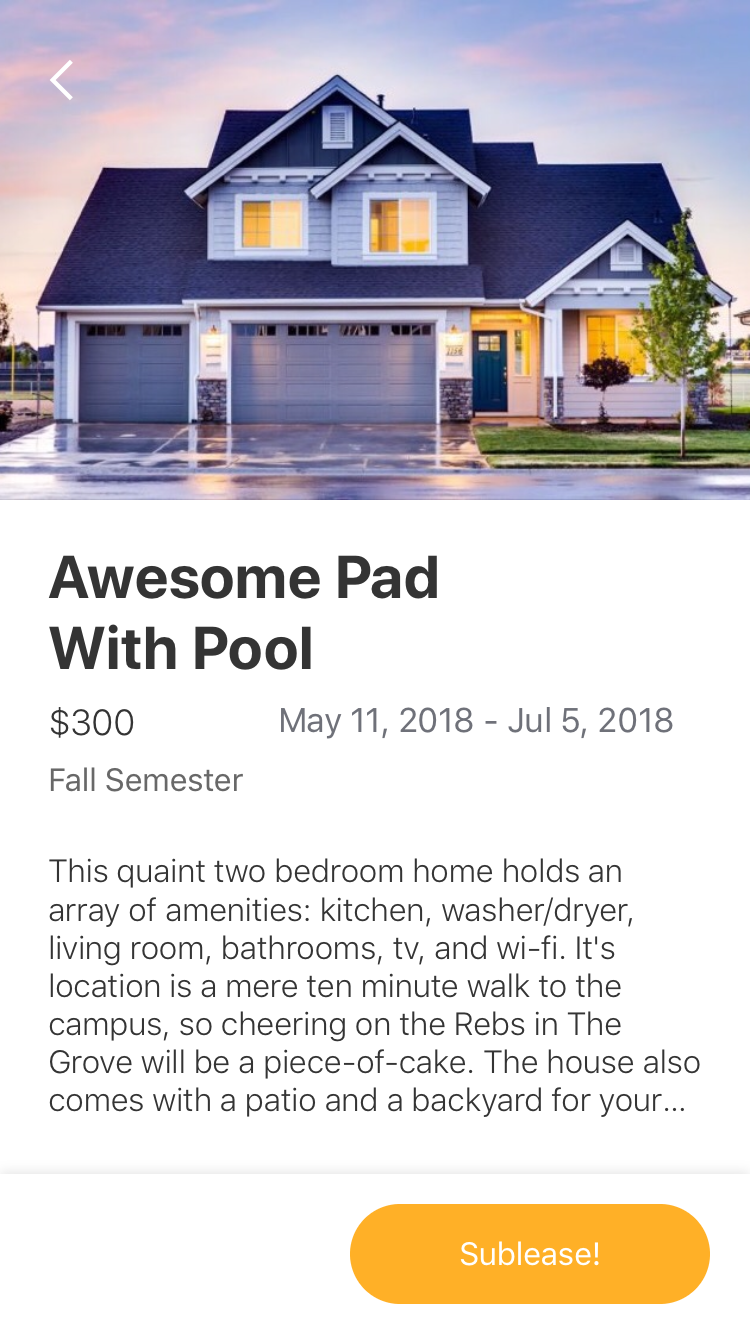 Awesome Pad
With Pool
$300
May 11, 2018 - Jul 5, 2018
Fall Semester
This quaint two bedroom home holds an
array of amenities: kitchen, washer/dryer,
living room, bathrooms, tv, and wi-fi. It's
location is a mere ten minute walk to the
campus, so cheering on the Rebs in The
Grove will be a piece-of-cake. The house also
comes with a patio and a backyard for your...
Sublease!